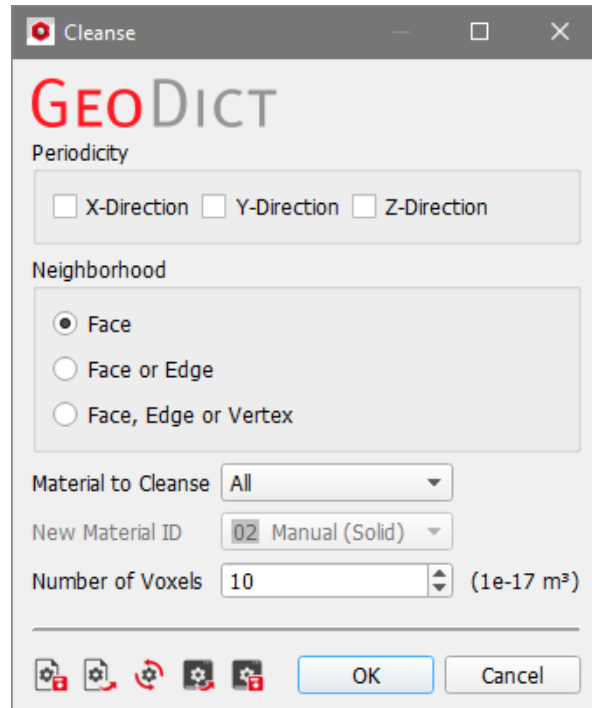 Cleanse
GEODICT
Periodicity
X-Direction Y-Direction Z-Direction
Neighborhood
Face
Face or Edge
Face, Edge or Vertex
Material to Cleanse All
New Material ID 02 Manual (Solid)
Number of Voxels 10 (1e-17 m³)
OK Cancel